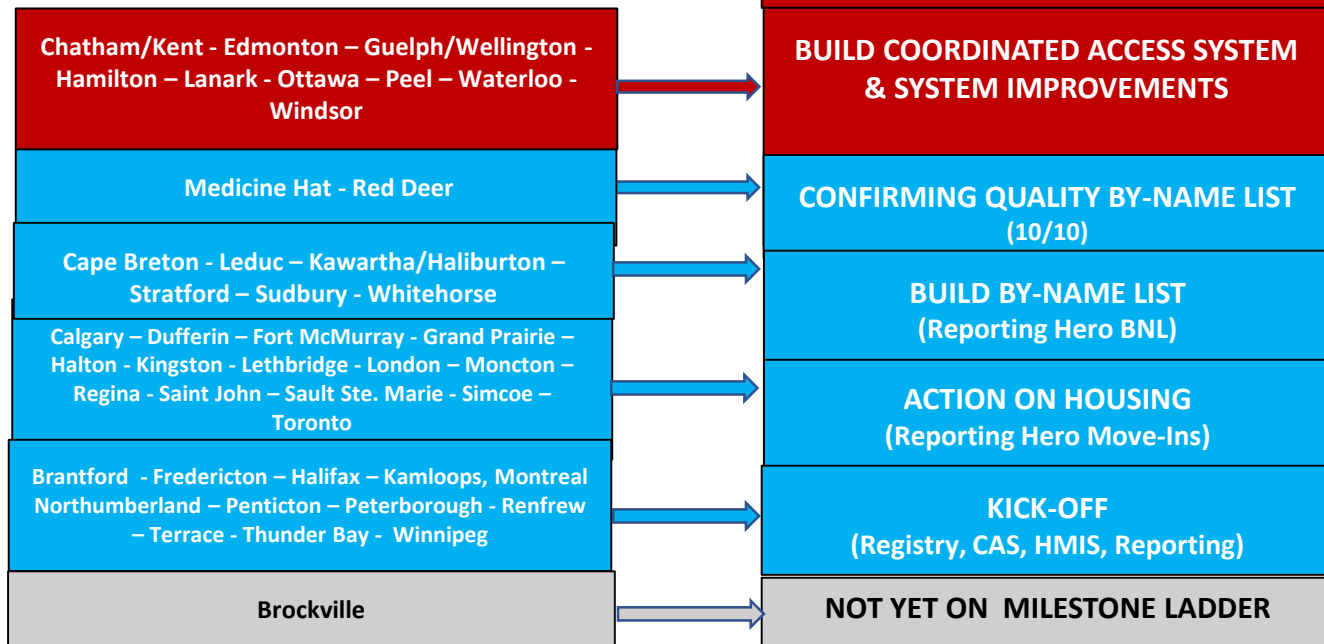 Chatham/Kent - Edmonton – Guelph/Wellington -
Hamilton – Lanark - Ottawa – Peel – Waterloo -
Windsor
BUILD COORDINATED ACCESS SYSTEM
& SYSTEM IMPROVEMENTS
Medicine Hat - Red Deer
CONFIRMING QUALITY BY-NAME LIST
(10/10)
Cape Breton - Leduc – Kawartha/Haliburton –
Stratford – Sudbury - Whitehorse
BUILD BY-NAME LIST
(Reporting Hero BNL)
Calgary – Dufferin – Fort McMurray - Grand Prairie –
Halton - Kingston - Lethbridge - London – Moncton –
Regina - Saint John – Sault Ste. Marie - Simcoe –
Toronto
ACTION ON HOUSING
(Reporting Hero Move-Ins)
Brantford  - Fredericton – Halifax – Kamloops, Montreal
Northumberland – Penticton – Peterborough - Renfrew
– Terrace - Thunder Bay -  Winnipeg
KICK-OFF
(Registry, CAS, HMIS, Reporting)
Brockville
NOT YET ON  MILESTONE LADDER